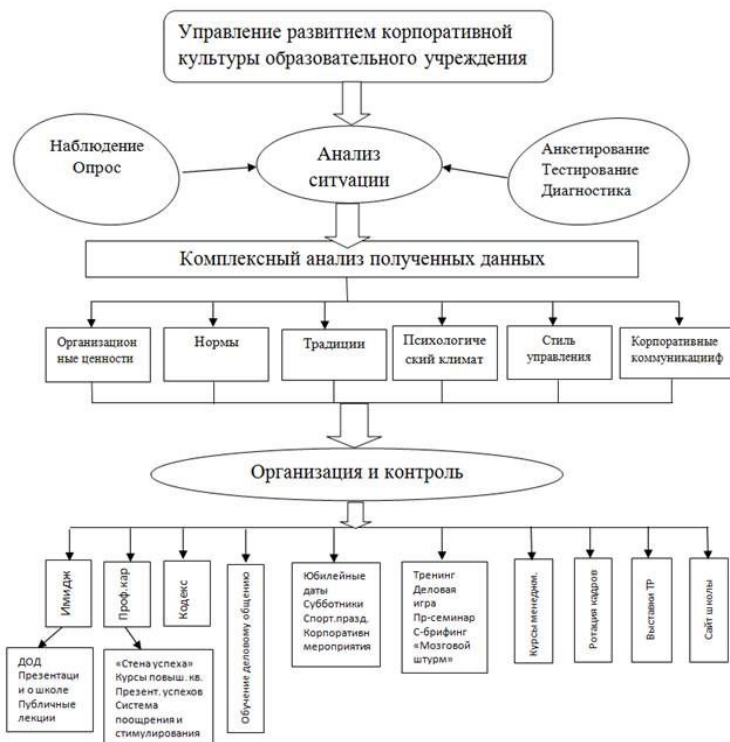 Управление развитием корпоративной
культуры образовательного учреждения
Наблюдение
Опрос
Анализ
ситуации
Анкетирование
Тестирование
Диагностика
Комплексный анализ полученных данных
Организацион
ные ценности
Нормы
Традиции
Психологиче
ский климат
Стиль
управления
Корпоративные
коммуникацииф
Организация и контроль
Имидж
Проф.кар
Кодекс
Обучение деловому общению
Юбилейные
даты
Субботники
Спорт.празд.
Корпоративн
мероприятия
Тренинг
Деловая
игра
Пр-семинар
С-брифинг
«Мозговой
штурм»
Курсы менеджм.
Ротация кадров
Выставки ТР
Сайт школы
ДОД
Презентаци
и о школе
Публичные
лекции
«Стена успеха»
Курсы повыш. кв.
Презент. успехов
Система
поощрения и
стимулирования